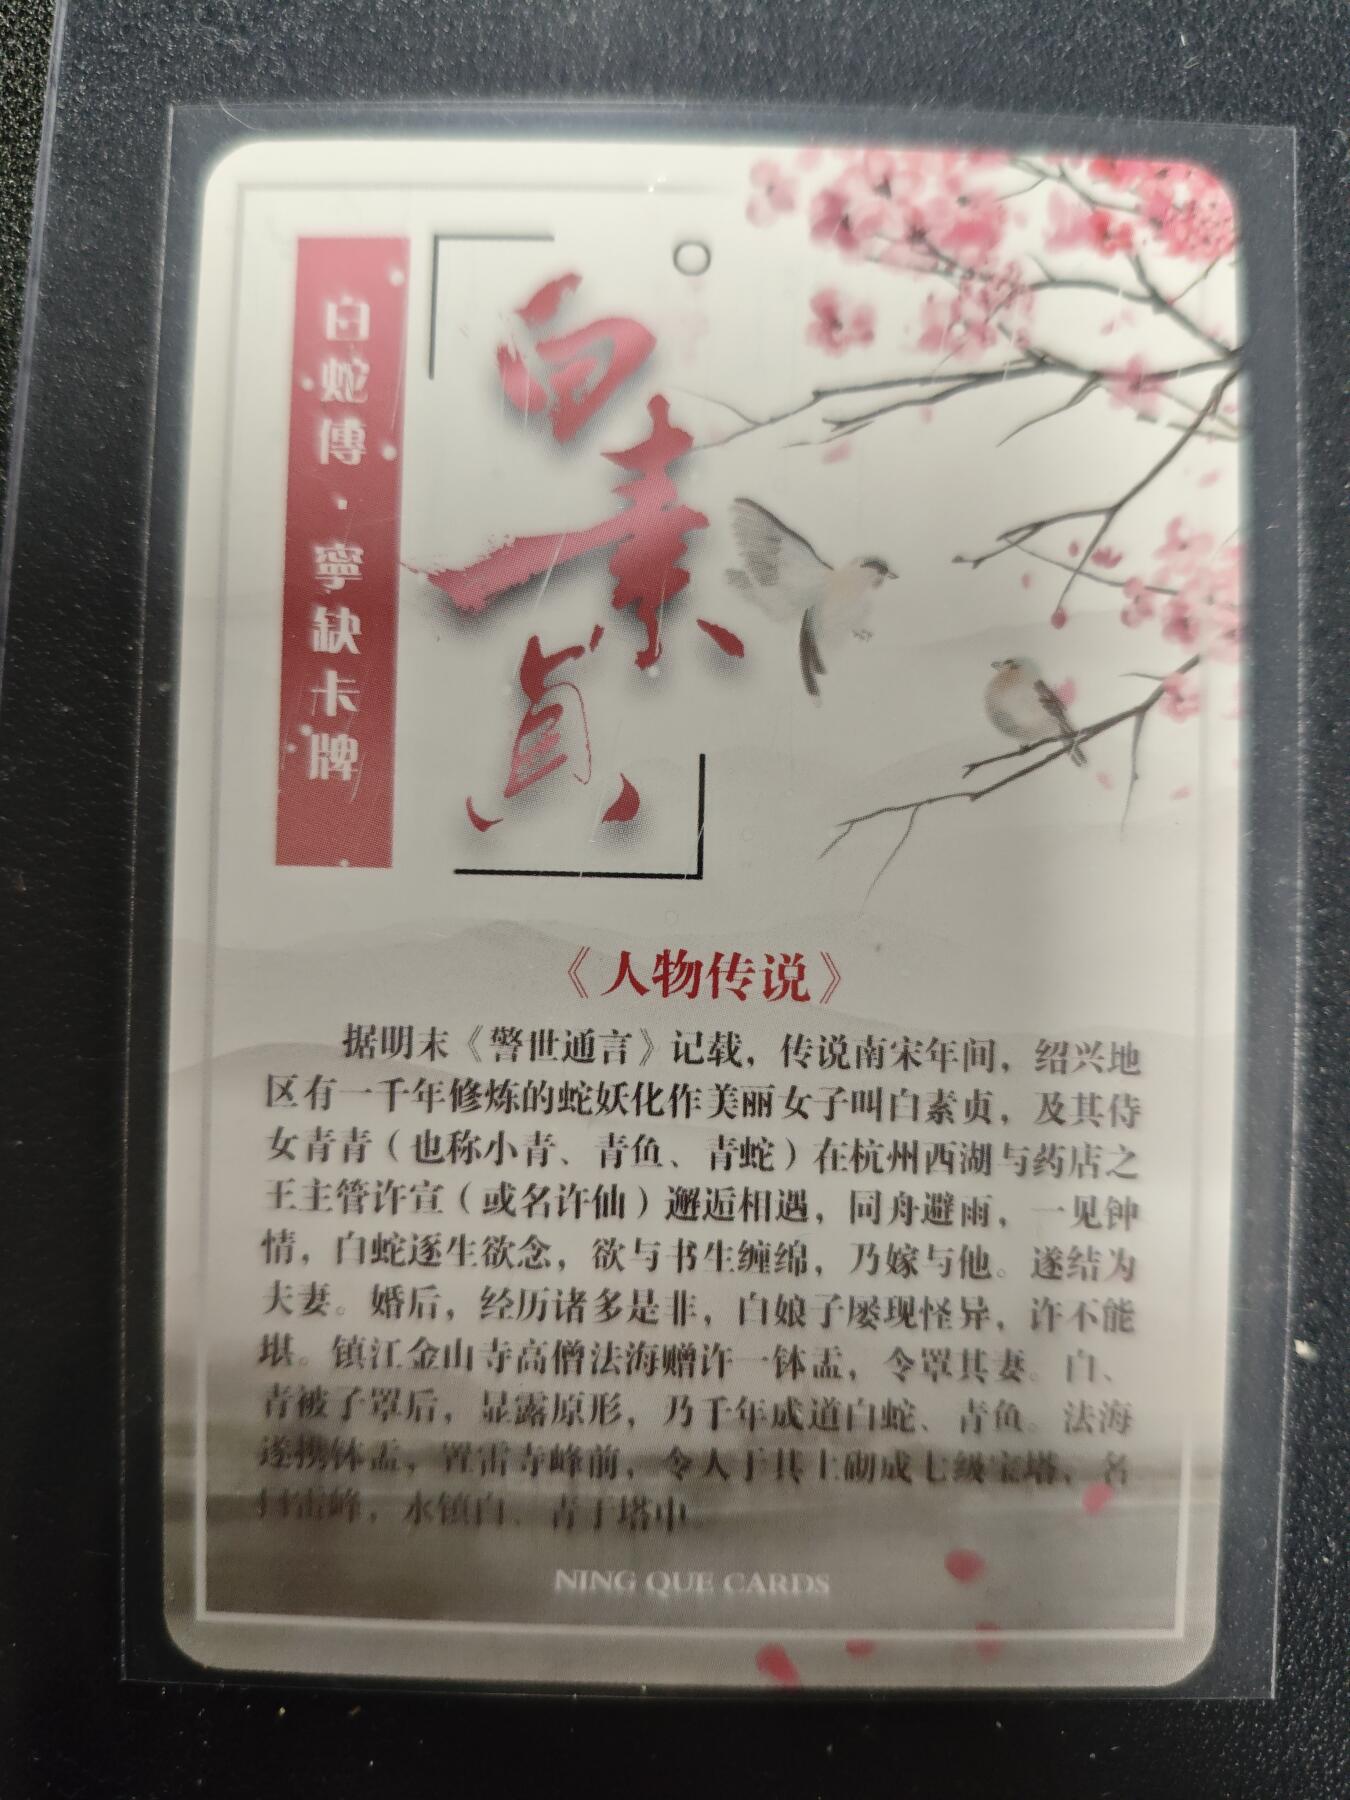 白蛇傳·寧缺卡牌
白素貞
《人物传说》
据明末《警世通言》记载，传说南宋年间，绍兴地
区有一千年修炼的蛇妖化作美丽女子叫白素贞，及其侍
女青青（也称小青、青鱼、青蛇）在杭州西湖与药店之
王主管许宣（或名许仙）邂逅相遇，同舟避雨，一见钟
情，白蛇逐生欲念，欲与书生缠绵，乃嫁与他。遂结为
夫妻。婚后，经历诸多是非，白娘子屡现怪异，许不能
堪。镇江金山寺高僧法海赠许一钵盂，令罩其妻。白、
青被子罩后，显露原形，乃千年成道白蛇、青鱼。法海
遂携钵盂，置雷寺峰前，令人于其上砌成七级宝塔，名
曰雷峰，永镇白、青于塔中。
NING QUE CARDS